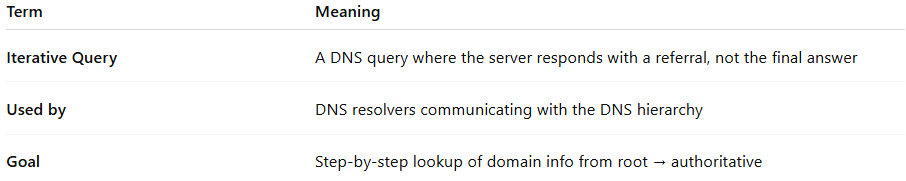 Term Meaning
Iterative Query A DNS query where the server responds with a referral, not the final answer
Used by DNS resolvers communicating with the DNS hierarchy
Goal Step-by-step lookup of domain info from root → authoritative